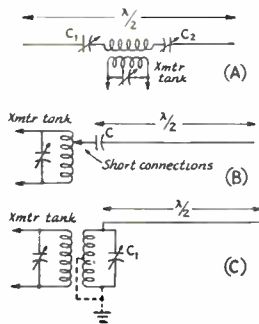 λ/2
C₁
C₂
Xmtr
tank
(A)
Xmtr tank
λ/2
C
Short connections
(B)
Xmtr tank
λ/2
C₁
(C)